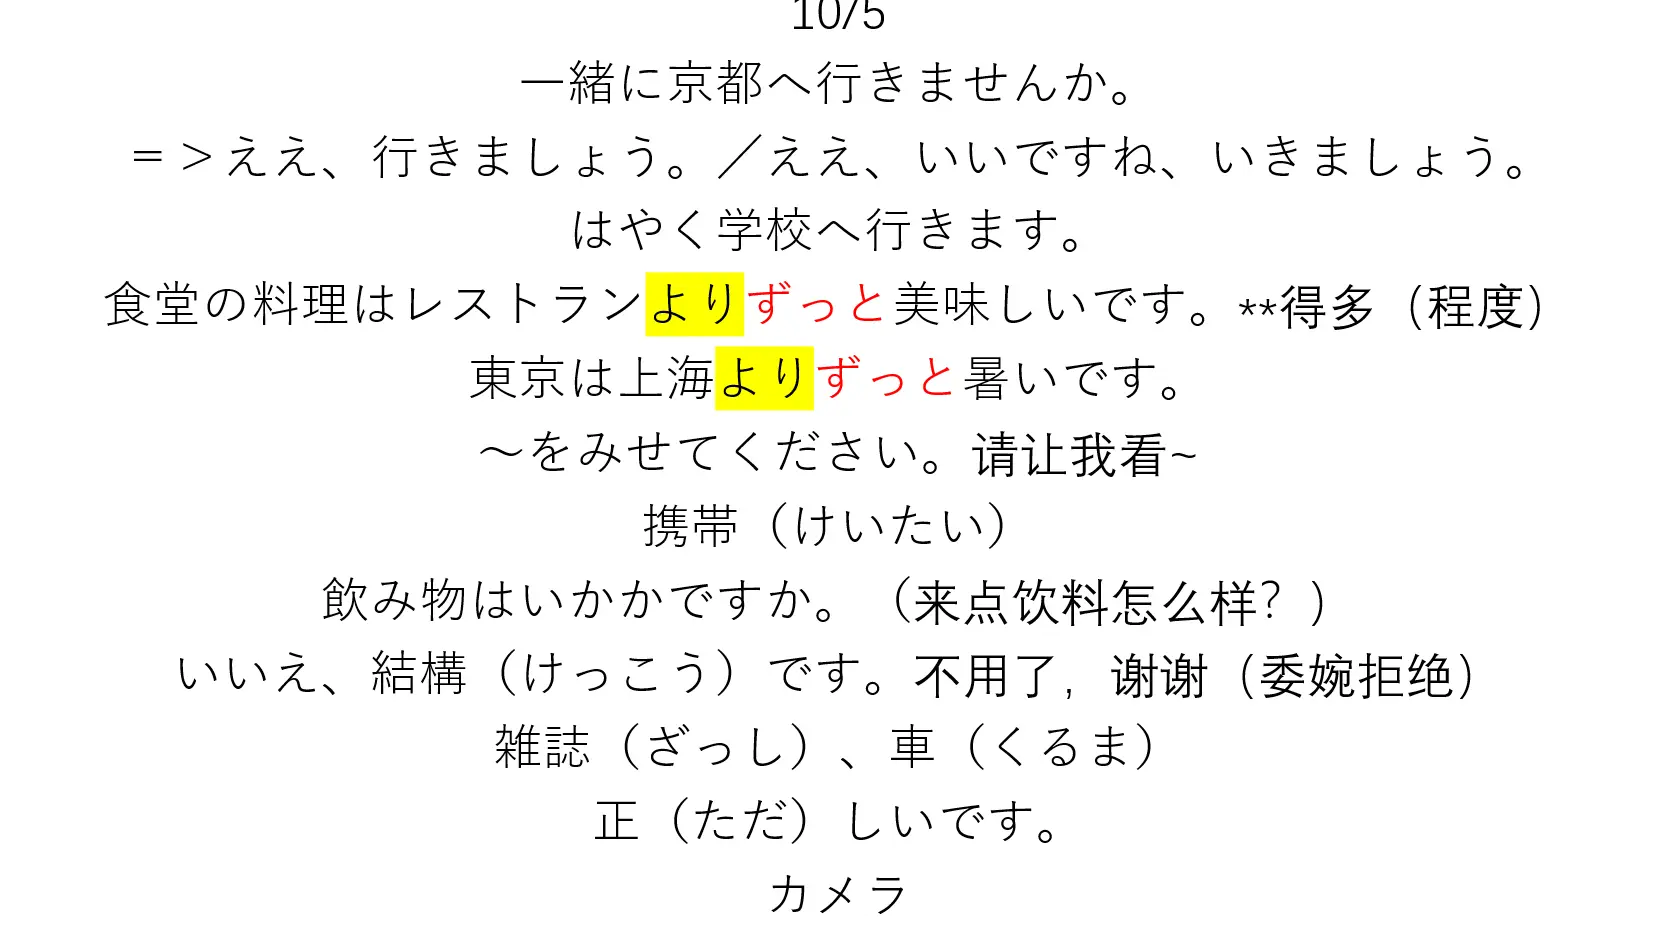 10/5
一緒に京都へ行きませんか。
＝＞ええ、行きましょう。／ええ、いいですね、いきましょう。
はやく学校へ行きます。
食堂の料理はレストランよりずっと美味しいです。**得多（程度）
東京は上海よりずっと暑いです。
～をみせてください。请让我看~
携帯（けいたい）
飲み物はいかかですか。（来点饮料怎么样？)
いいえ、結構（けっこう）です。不用了，谢谢（委婉拒绝）
雑誌（ざっし）、車（くるま）
正（ただ）しいです。
カメラ